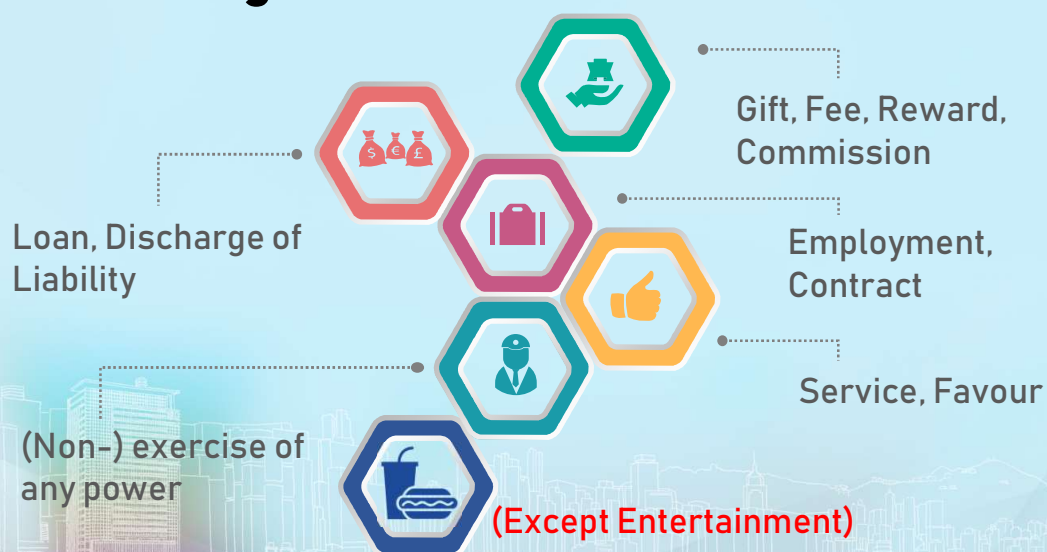 Gift, Fee, Reward,
Commission
Loan, Discharge of
Liability
Employment,
Contract
Service, Favour
(Non-) exercise of
any power
(Except Entertainment)
$ € £